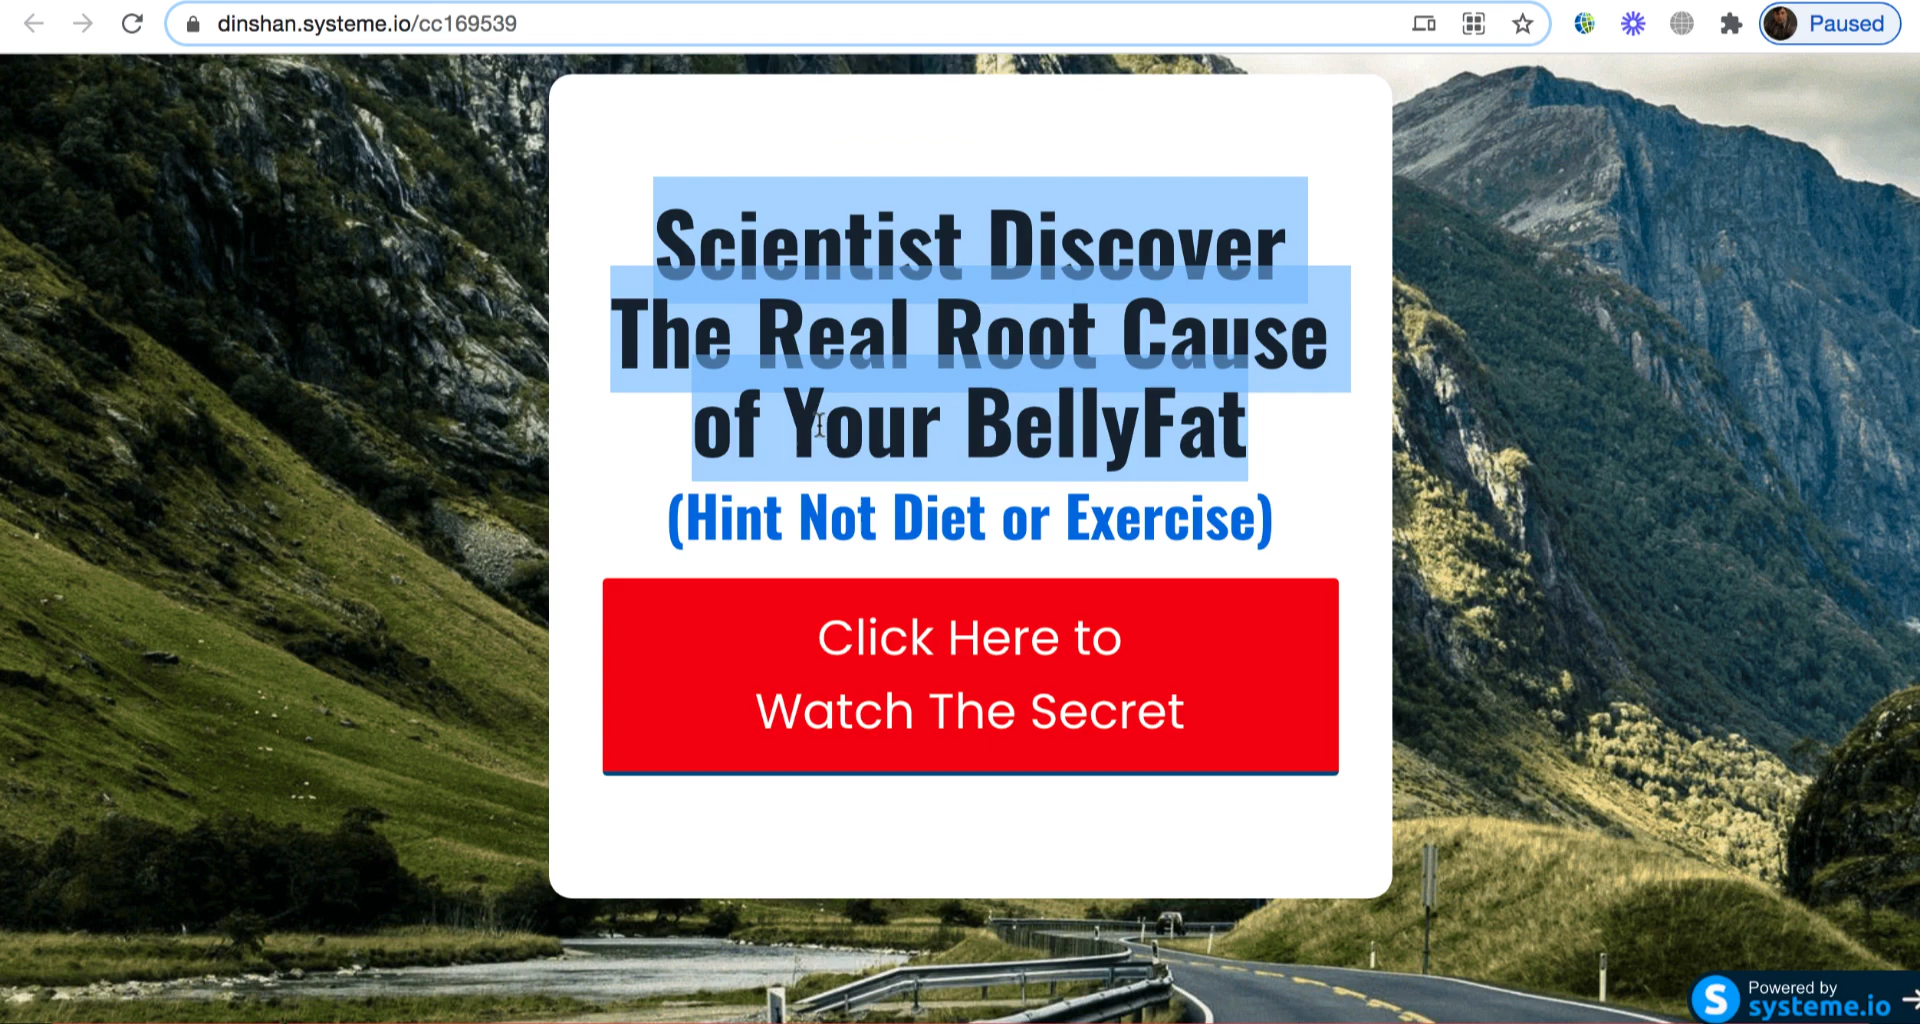 dinshan.systeme.io/cc169539
Paused
Scientist Discover
The Real Root Cause
of Your BellyFat
(Hint Not Diet or Exercise)
Click Here to
Watch The Secret
Powered by
systeme.io